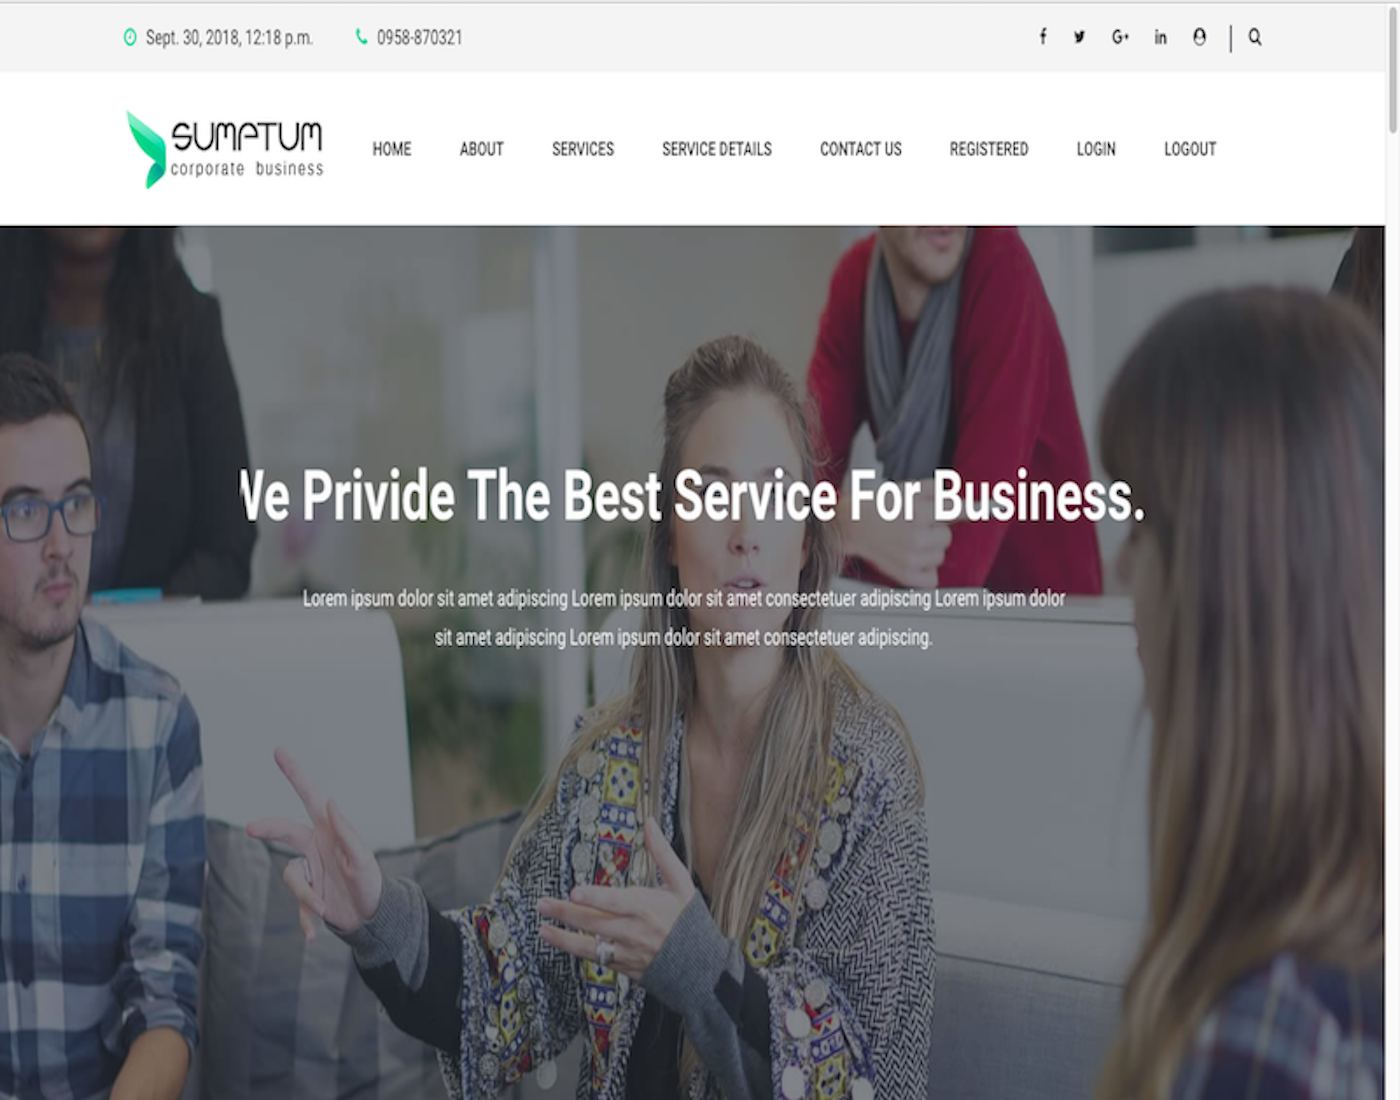 Sept. 30, 2018, 12:18 p.m. 0958-870321
SUMPTUM
corporate business
HOME ABOUT SERVICES SERVICE DETAILS CONTACT US REGISTERED LOGIN LOGOUT
We Privide The Best Service For Business.
Lorem ipsum dolor sit amet adipiscing Lorem ipsum dolor sit amet consectetuer adipiscing Lorem ipsum dolor
sit amet adipiscing Lorem ipsum dolor sit amet consectetuer adipiscing.